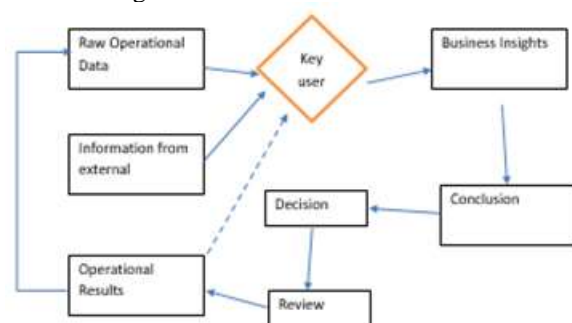 Raw Operational
Data
Key
user
Business Insights
Information from
external
Decision
Conclusion
Operational
Results
Review